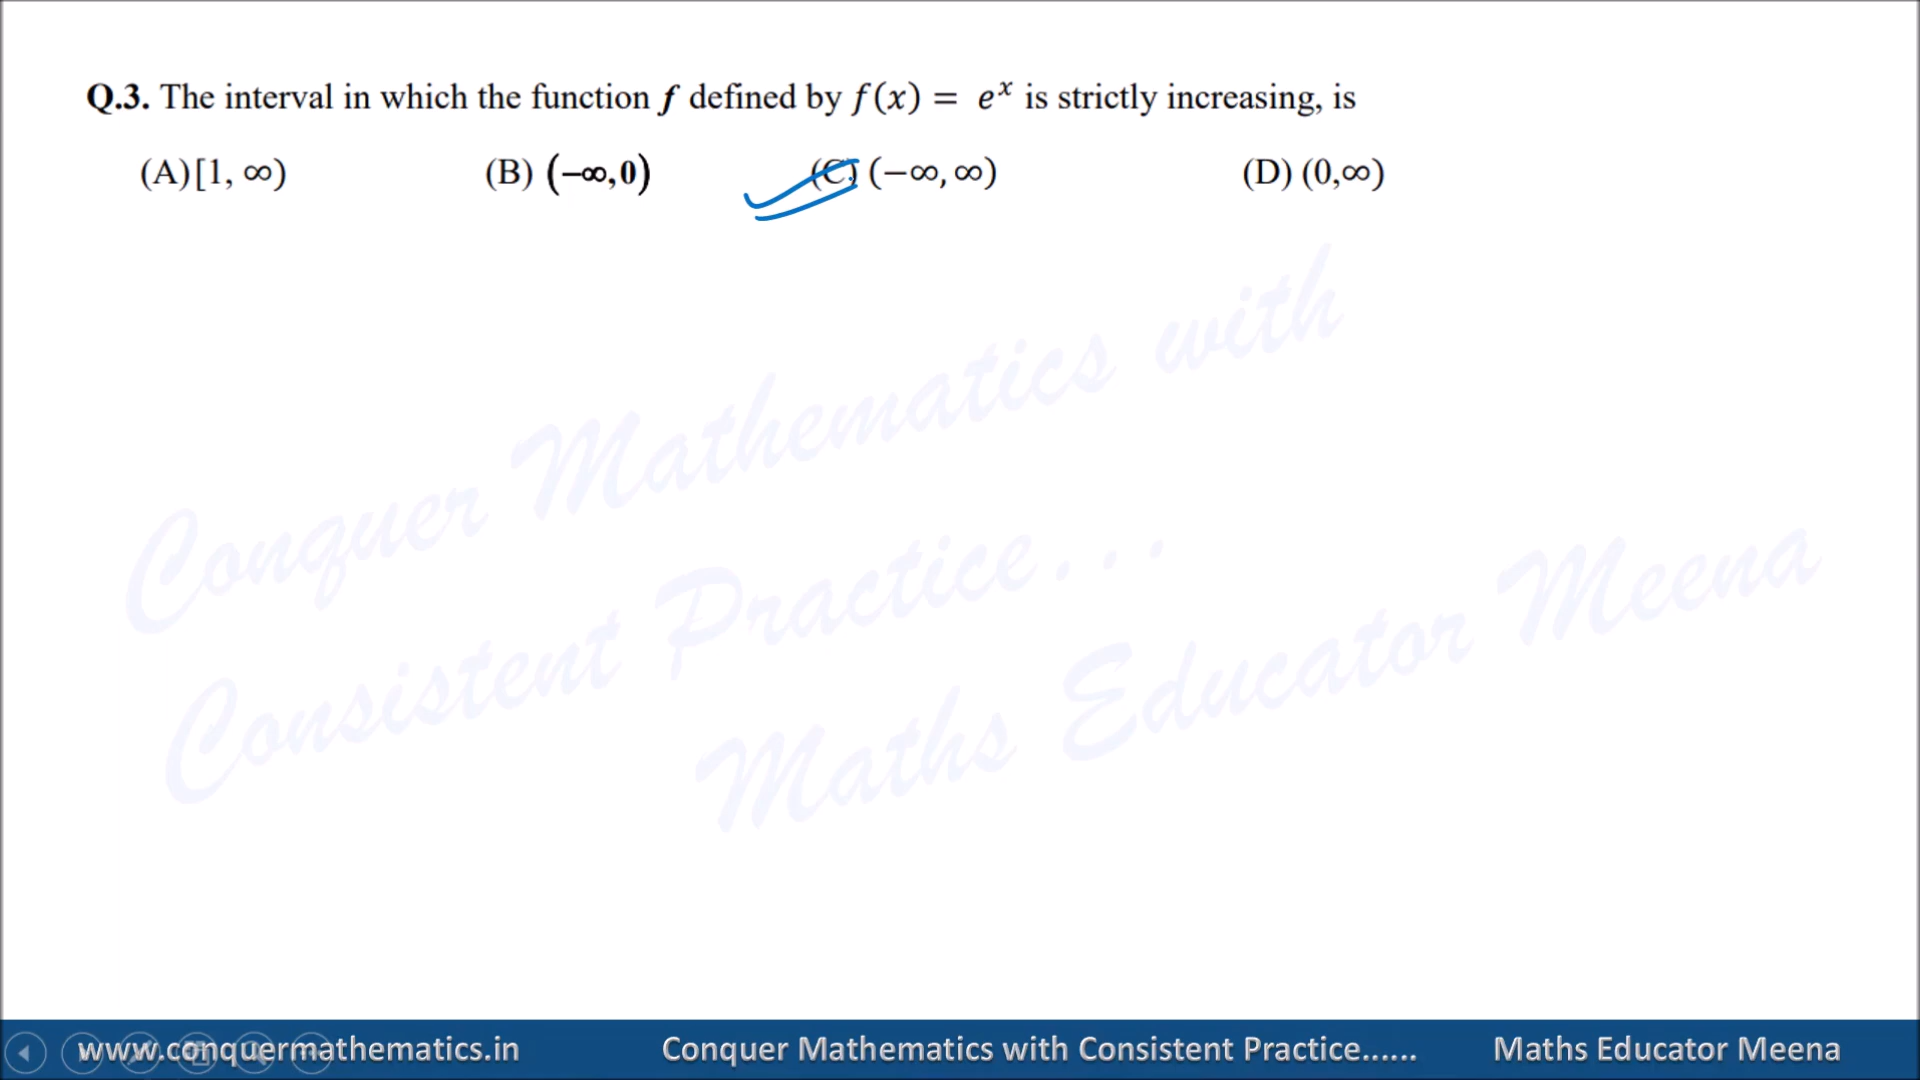 Q.3. The interval in which the function f defined by f(x) = e^x is strictly increasing, is
(A)[1, ∞) (B) (−∞,0) (C) (−∞, ∞) (D) (0,∞)
Conquer Mathematics with
Consistent Practice...
Maths Educator Meena
www.conquermathematics.in Conquer Mathematics with Consistent Practice...... Maths Educator Meena